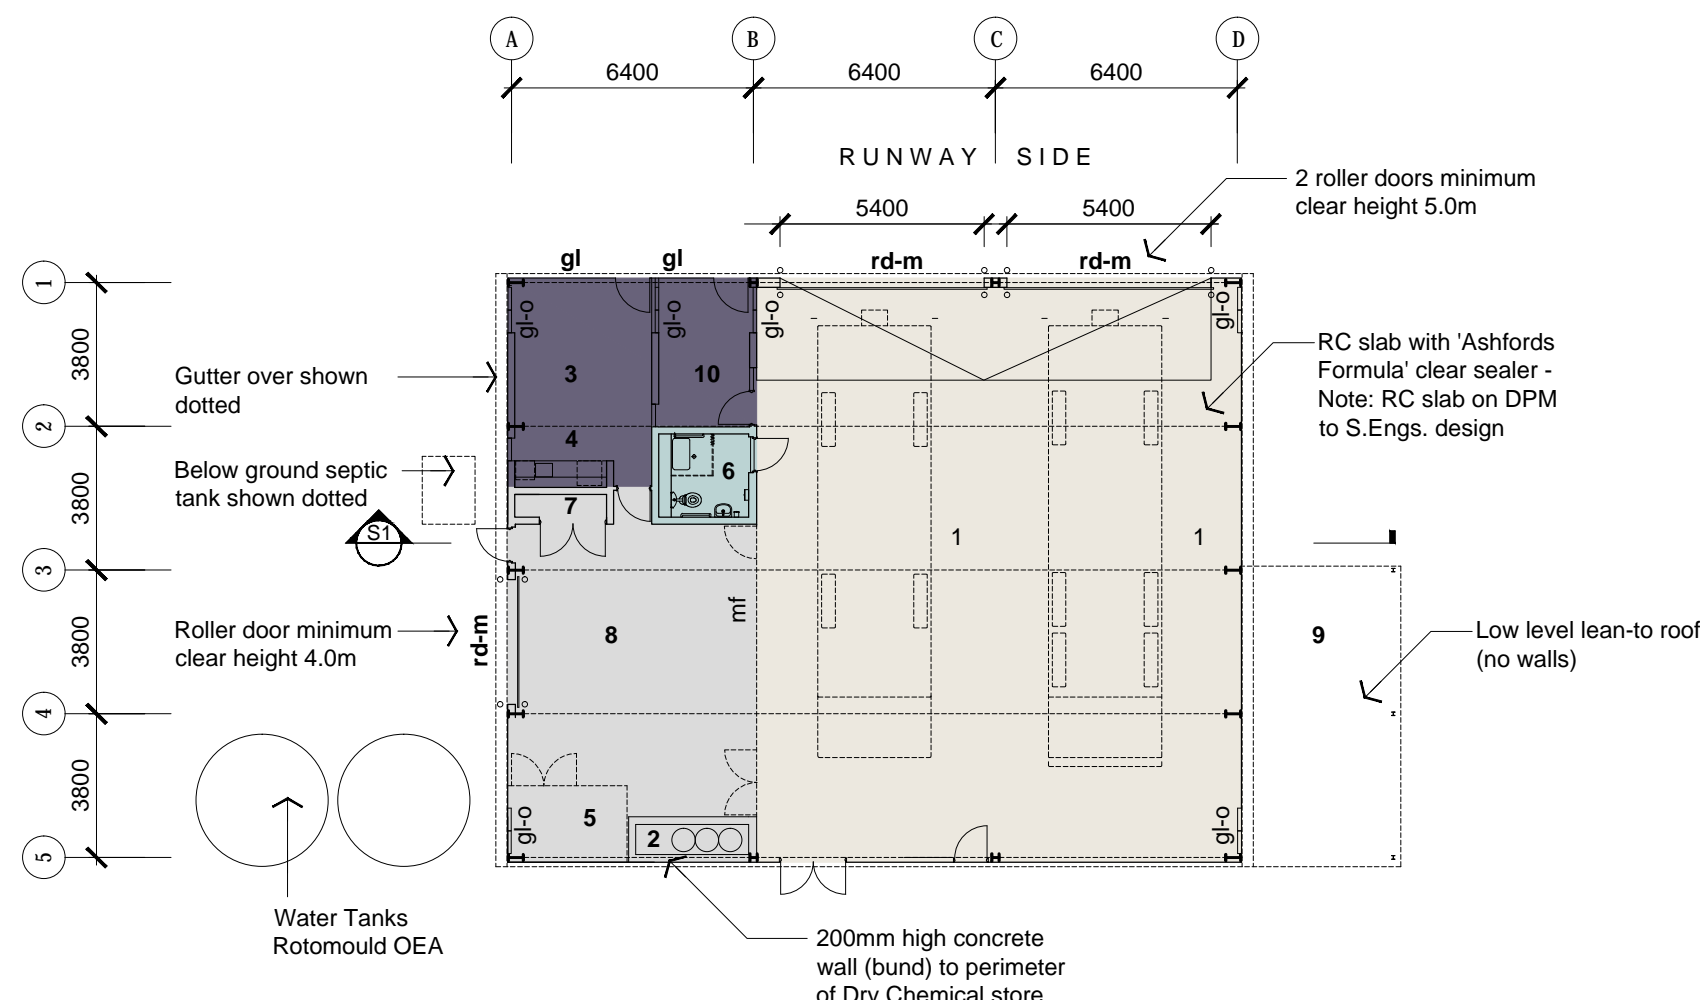 A B C D
6400 6400 6400
RUNWAY SIDE
2 roller doors minimum
clear height 5.0m
5400 5400
gl gl rd-m rd-m
1
gl-o gl-o gl-o gl-o
3800
RC slab with 'Ashfords
Formula' clear sealer -
Note: RC slab on DPM
to S.Engs. design
Gutter over shown
dotted
3 10
2
4
Below ground septic
tank shown dotted
6
3800
7
S1
1 1
3
mf
Roller door minimum
clear height 4.0m
rd-m
8
9
Low level lean-to roof
(no walls)
3800
4
3800
5
gl-o
2
gl-o
5
Water Tanks
Rotomould OEA
200mm high concrete
wall (bund) to perimeter
of Dry Chemical store